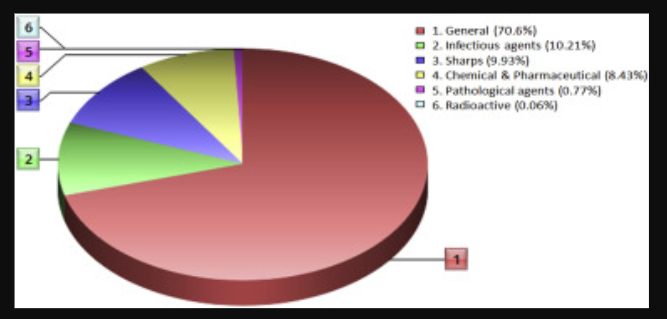 6
5
4
3
2
1
1. General (70.6%)
2. Infectious agents (10.21%)
3. Sharps (9.93%)
4. Chemical & Pharmaceutical (8.43%)
5. Pathological agents (0.77%)
6. Radioactive (0.06%)